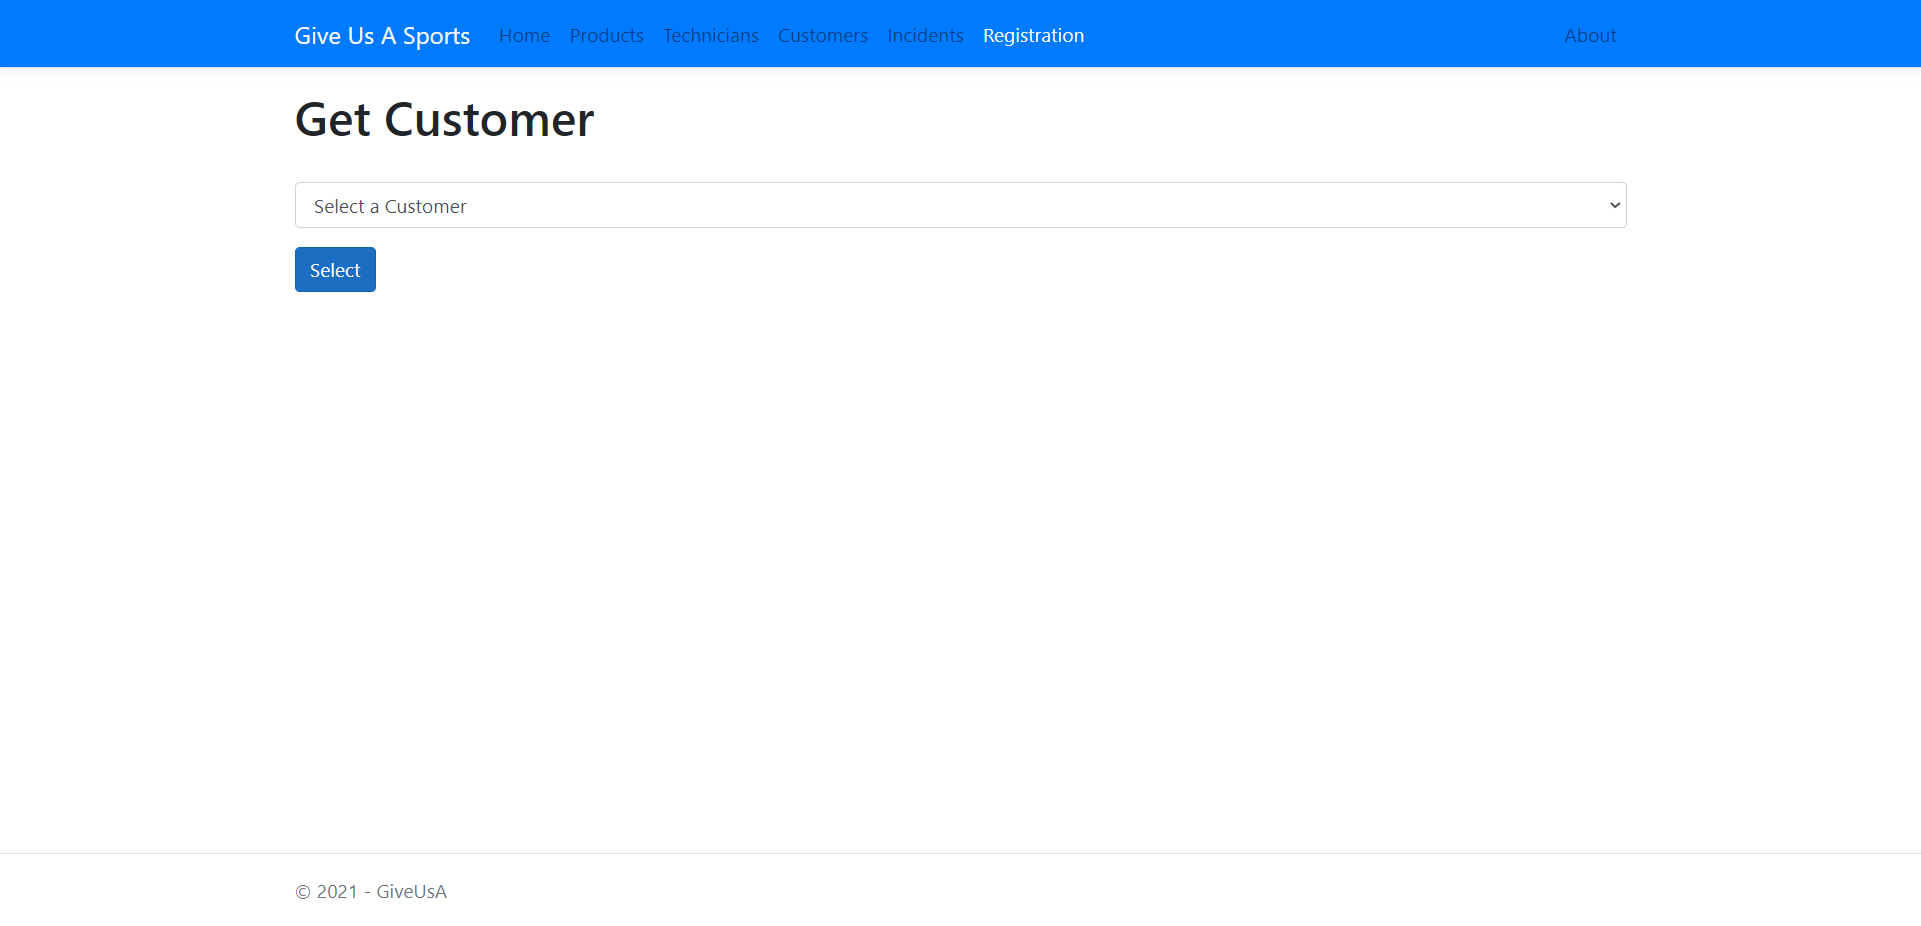 Give Us A Sports Home Products Technicians Customers Incidents Registration About
Get Customer
Select a Customer
Select
© 2021 - GiveUsA